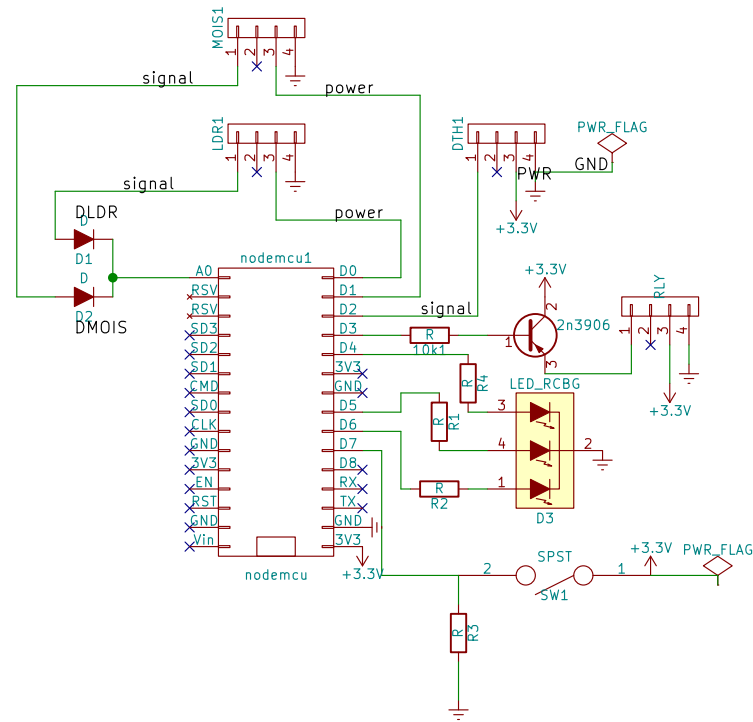 MOIS1
1 2 3 4
signal
power
LDR1
1 2 3 4
signal
power
DTH1
1 2 3 4
PWR
GND
PWR_FLAG
+3.3V
DLDR
D
D1
D
D2
DMOIS
nodemcu1
A0
RSV
RSV
SD3
SD2
SD1
CMD
SD0
CLK
GND
3V3
EN
RST
GND
Vin
D0
D1
D2
D3
D4
3V3
GND
D5
D6
D7
D8
RX
TX
GND
3V3
nodemcu
+3.3V
signal
R
10k1
+3.3V
2
1
3
2n3906
RLY
1 2 3 4
+3.3V
R
R4
R
R1
R
R2
LED_RCBG
3
4
1
2
D3
SPST
2
1
SW1
+3.3V
PWR_FLAG
R
R3